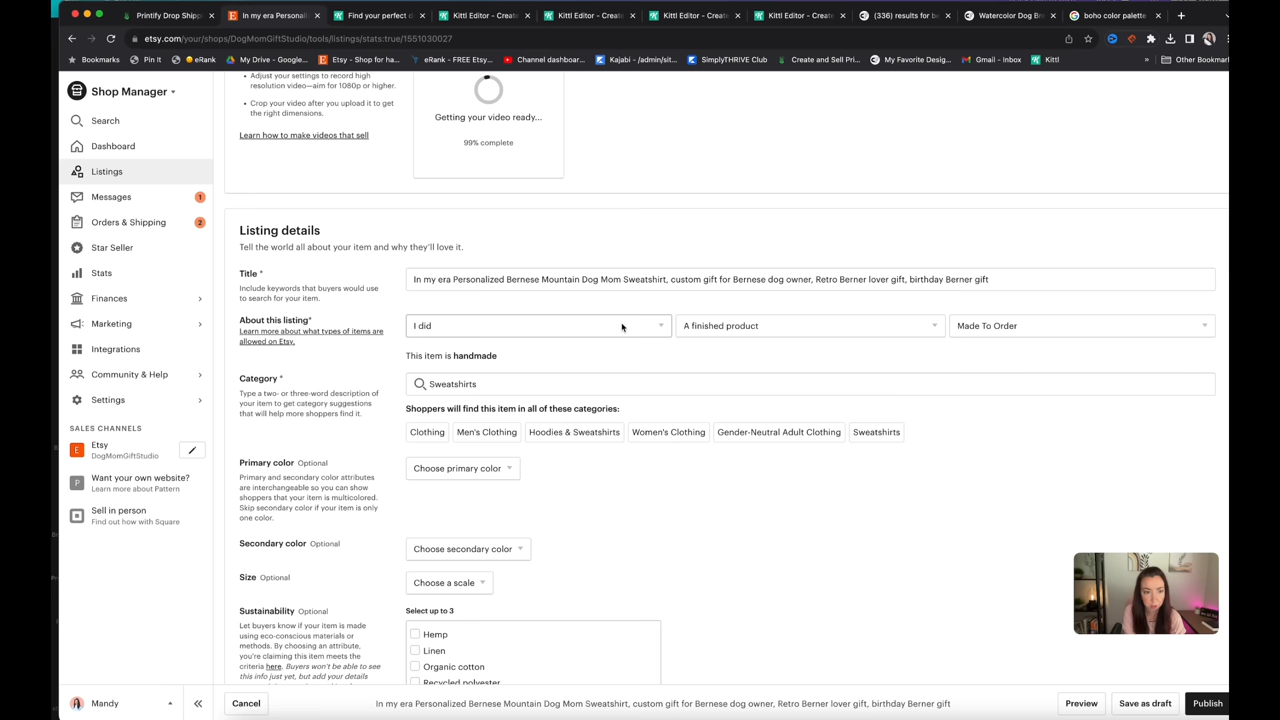 Printify Drop Shipp
In my era Personali
Find your perfect d
Kittl Editor - Create
Kittl Editor - Create
Kittl Editor - Create
Kittl Editor - Create
(336) results for be
Watercolor Dog Bre
boho color palette
etsy.com/your/shops/DogMomGiftStudio/tools/listings/stats:true/1551030027
Bookmarks
Pin It
eRank
My Drive - Google...
Etsy - Shop for ha...
eRank - FREE Etsy...
Channel dashboar...
Kajabi - /admin/sit...
SimplyTHRIVE Club
Create and Sell Pri...
My Favorite Desig...
Gmail - Inbox
Kittl
»
Other Bookmar
Shop Manager
Search
Dashboard
Listings
Messages 1
Orders & Shipping 2
Star Seller
Stats
Finances
Marketing
Integrations
Community & Help
Settings
SALES CHANNELS
E
Etsy
DogMomGiftStudio
P
Want your own website?
Learn more about Pattern
Sell in person
Find out how with Square
Mandy
• Adjust your settings to record high
resolution video—aim for 1080p or higher.
• Crop your video after you upload it to get
the right dimensions.
Learn how to make videos that sell
Getting your video ready...
99% complete
Listing details
Tell the world all about your item and why they'll love it.
Title *
Include keywords that buyers would
use to search for your item.
In my era Personalized Bernese Mountain Dog Mom Sweatshirt, custom gift for Bernese dog owner, Retro Berner lover gift, birthday Berner gift
About this listing*
Learn more about what types of items are
allowed on Etsy.
I did
A finished product
Made To Order
This item is handmade
Category *
Type a two- or three-word description of
your item to get category suggestions
that will help more shoppers find it.
Sweatshirts
Shoppers will find this item in all of these categories:
Clothing
Men's Clothing
Hoodies & Sweatshirts
Women's Clothing
Gender-Neutral Adult Clothing
Sweatshirts
Primary color Optional
Primary and secondary color attributes
are interchangeable so you can show
shoppers that your item is multicolored.
Skip secondary color if your item is only
one color.
Choose primary color
Secondary color Optional
Choose secondary color
Size Optional
Choose a scale
Sustainability Optional
Let buyers know if your item is made
using eco-conscious materials or
methods. By choosing an attribute,
you're claiming this item meets the
criteria here. Buyers won't be able to see
this info just yet, but add your details
Select up to 3
Hemp
Linen
Organic cotton
Recycled polyester
Cancel
In my era Personalized Bernese Mountain Dog Mom Sweatshirt, custom gift for Bernese dog owner, Retro Berner lover gift, birthday Berner gift
Preview
Save as draft
Publish